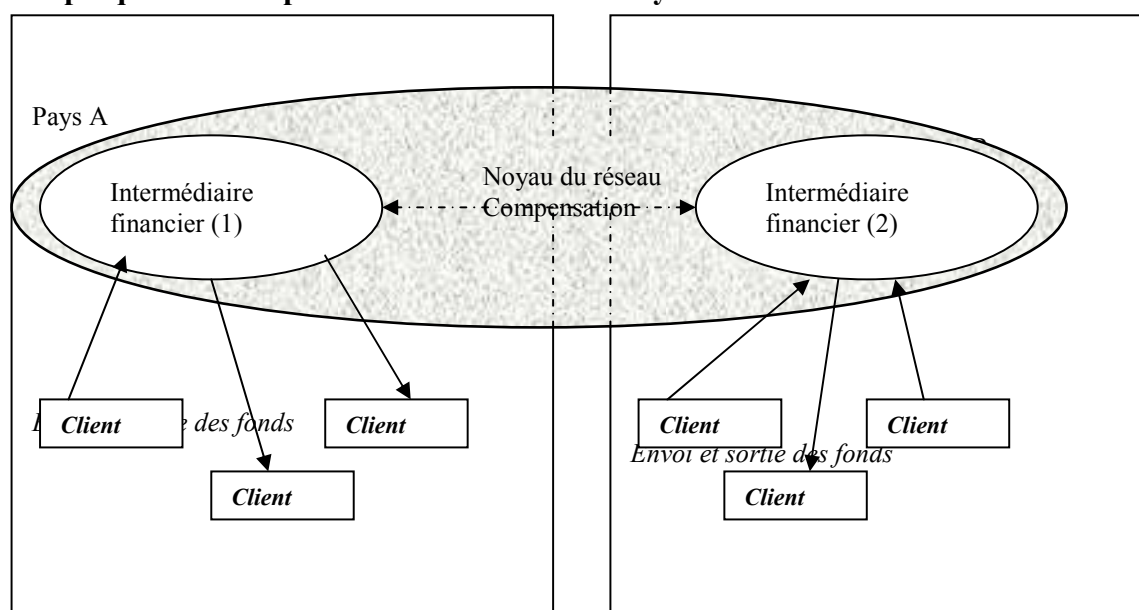 Pays A
Noyau du réseau
Compensation
Intermédiaire
financier (1)
Intermédiaire
financier (2)
Client
des fonds
Client
Client
Client
Client
Envoi et sortie des fonds
Client